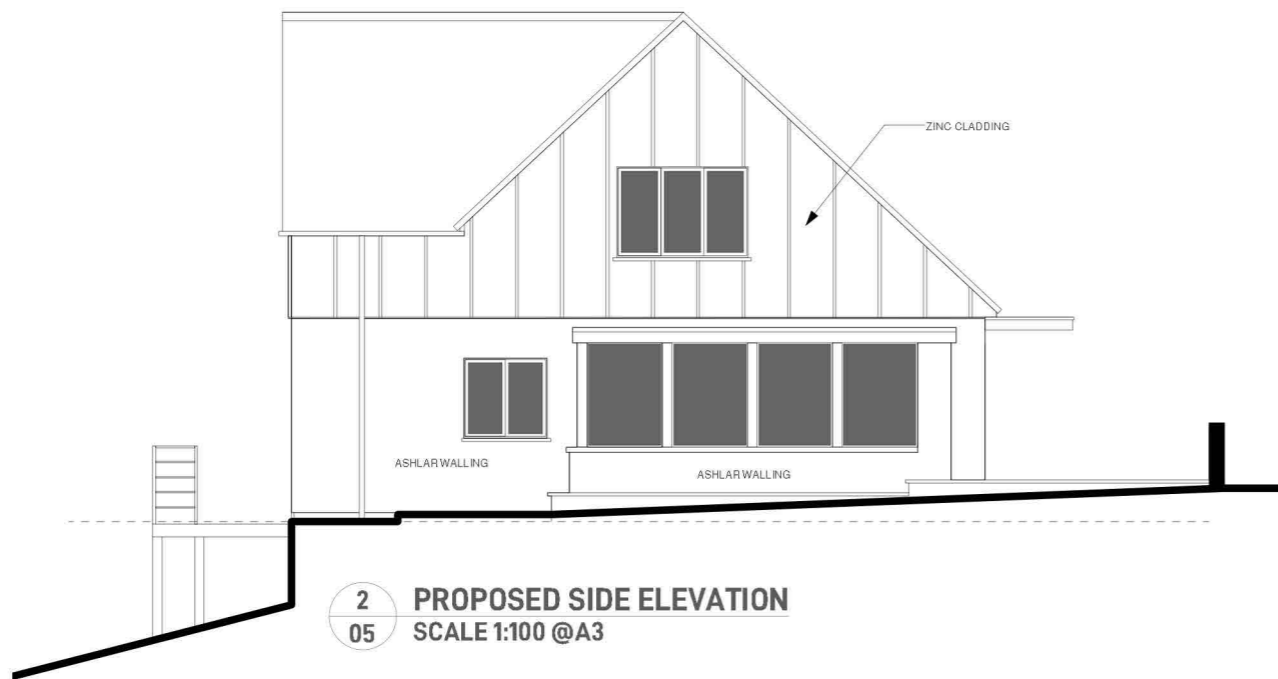 ZINC CLADDING
ASHLAR WALLING
ASHLAR WALLING
2
05
PROPOSED SIDE ELEVATION
SCALE 1:100 @A3